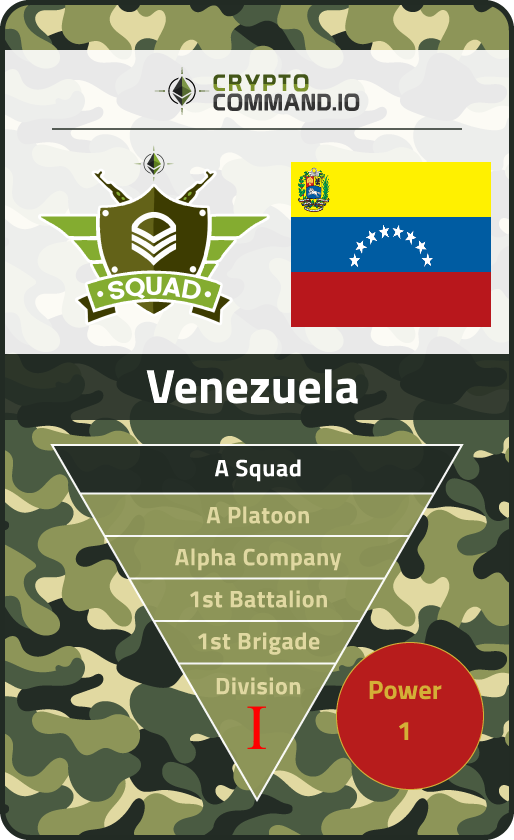 CRYPTO
COMMAND.IO
SQUAD
Venezuela
A Squad
A Platoon
Alpha Company
1st Battalion
1st Brigade
Division
I
Power
1